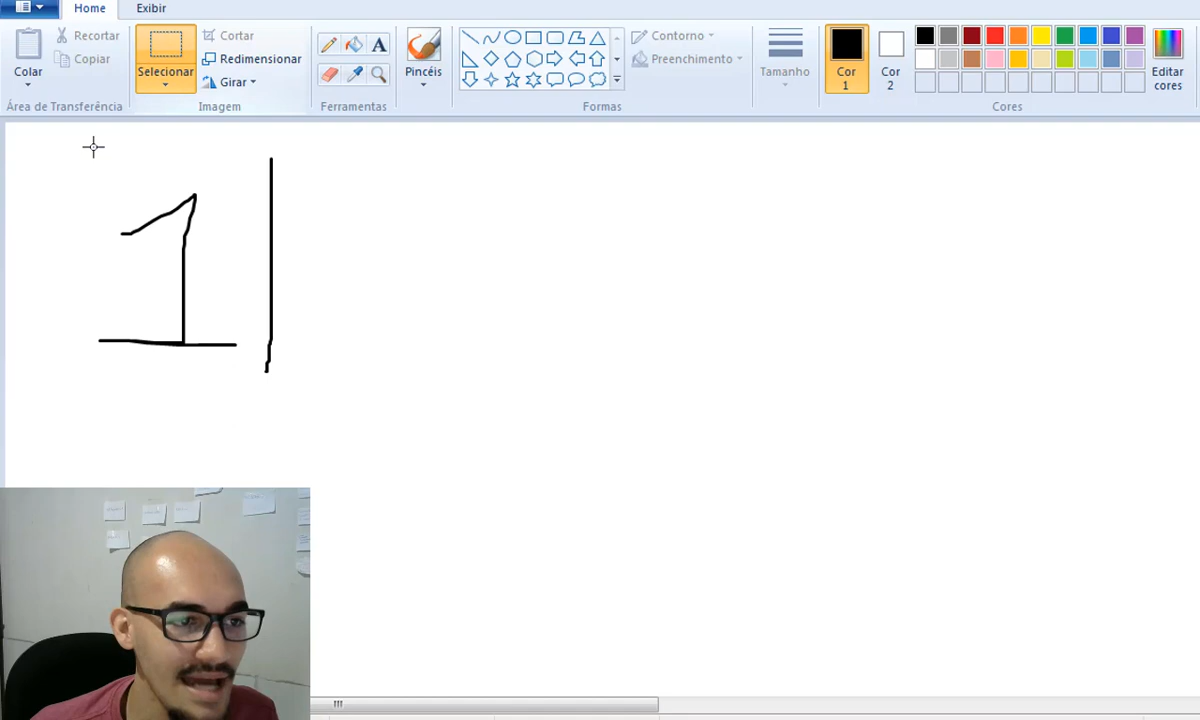 Home Exibir
Colar
Recortar
Copiar
Área de Transferência
Selecionar
Cortar
Redimensionar
Girar
Imagem
A
Ferramentas
Pincéis
Formas
Contorno
Preenchimento
Tamanho
Cor 1
Cor 2
Editar cores
Cores
1